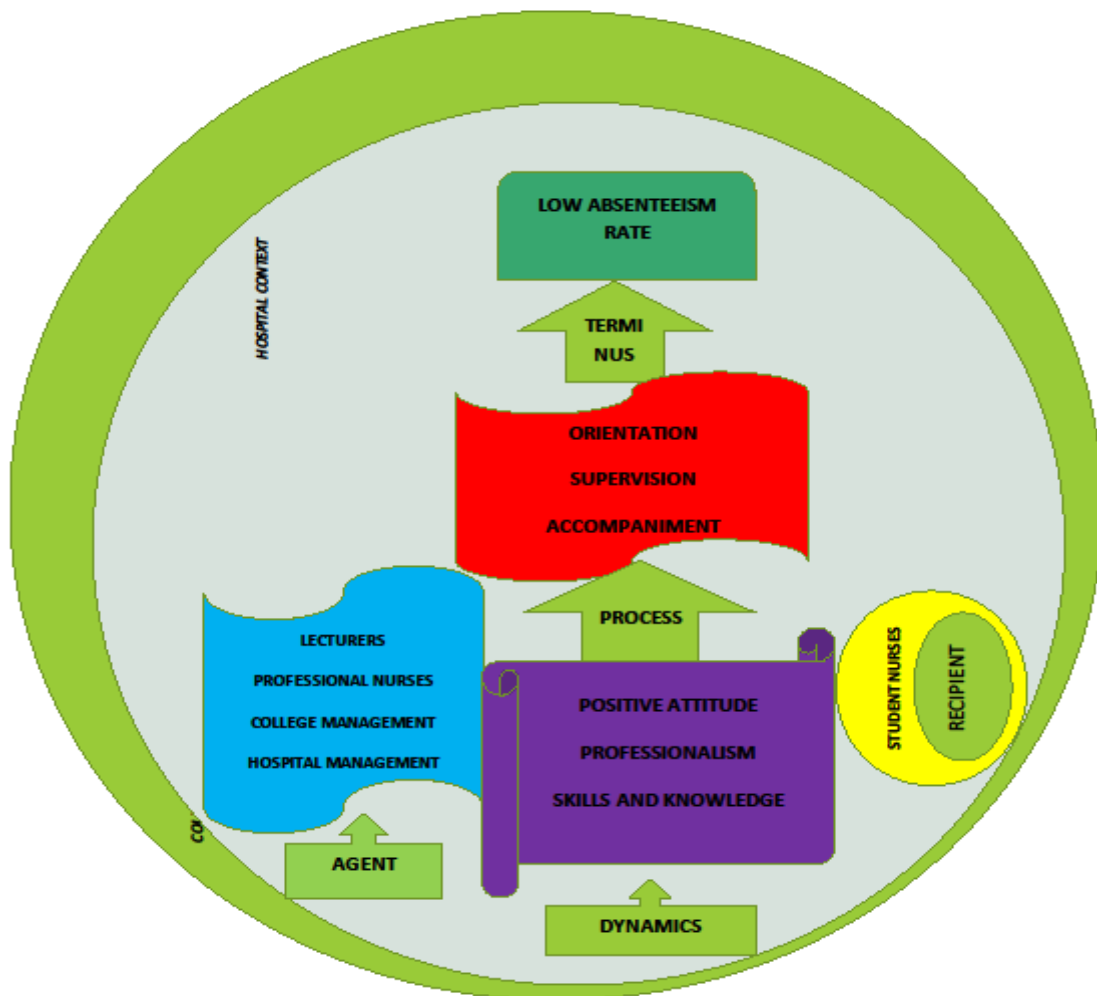 LOW ABSENTEEISM
RATE
HOSPITAL CONTEXT
TERMI
NUS
ORIENTATION
SUPERVISION
ACCOMPANIMENT
PROCESS
LECTURERS
PROFESSIONAL NURSES
COLLEGE MANAGEMENT
HOSPITAL MANAGEMENT
POSITIVE ATTITUDE
PROFESSIONALISM
SKILLS AND KNOWLEDGE
STUDENT NURSES
RECIPIENT
AGENT
DYNAMICS